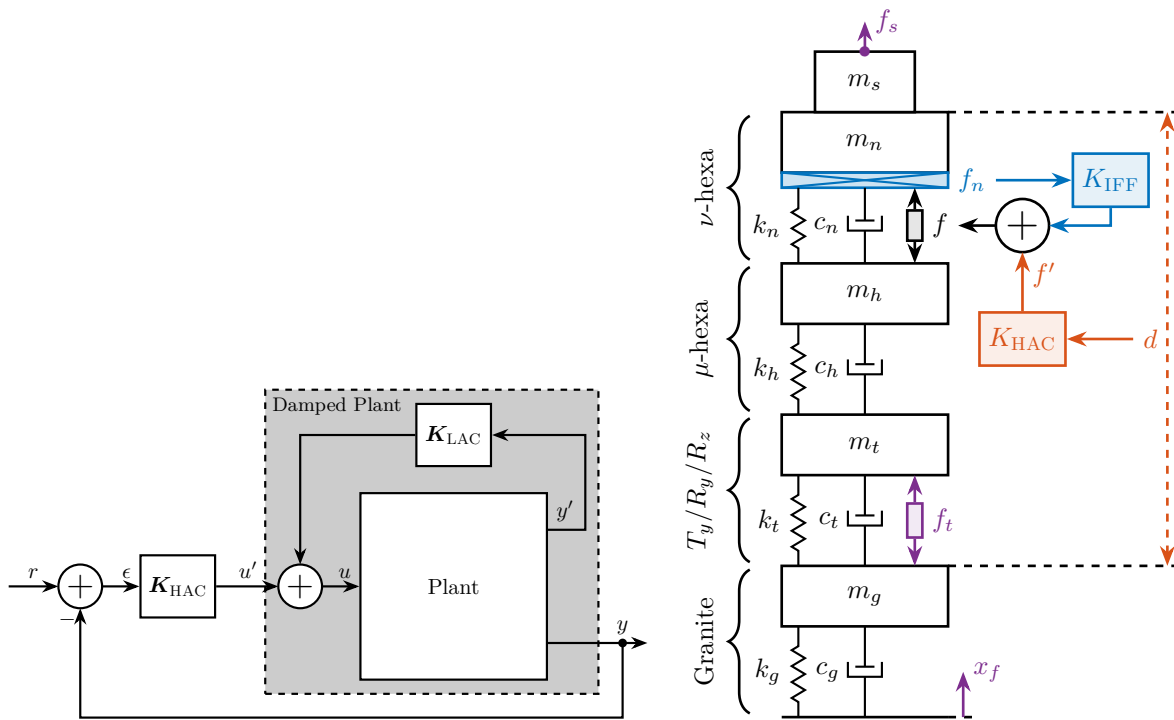 Damped Plant
K_LAC
y′
r
+
−
ϵ
K_HAC
u′
+
u
Plant
y
f_s
m_s
m_n
ν-hexa
f_n
K_IFF
k_n
c_n
f
+
f′
K_HAC
d
m_h
μ-hexa
k_h
c_h
m_t
T_y/R_y/R_z
k_t
c_t
f_t
m_g
Granite
k_g
c_g
x_f